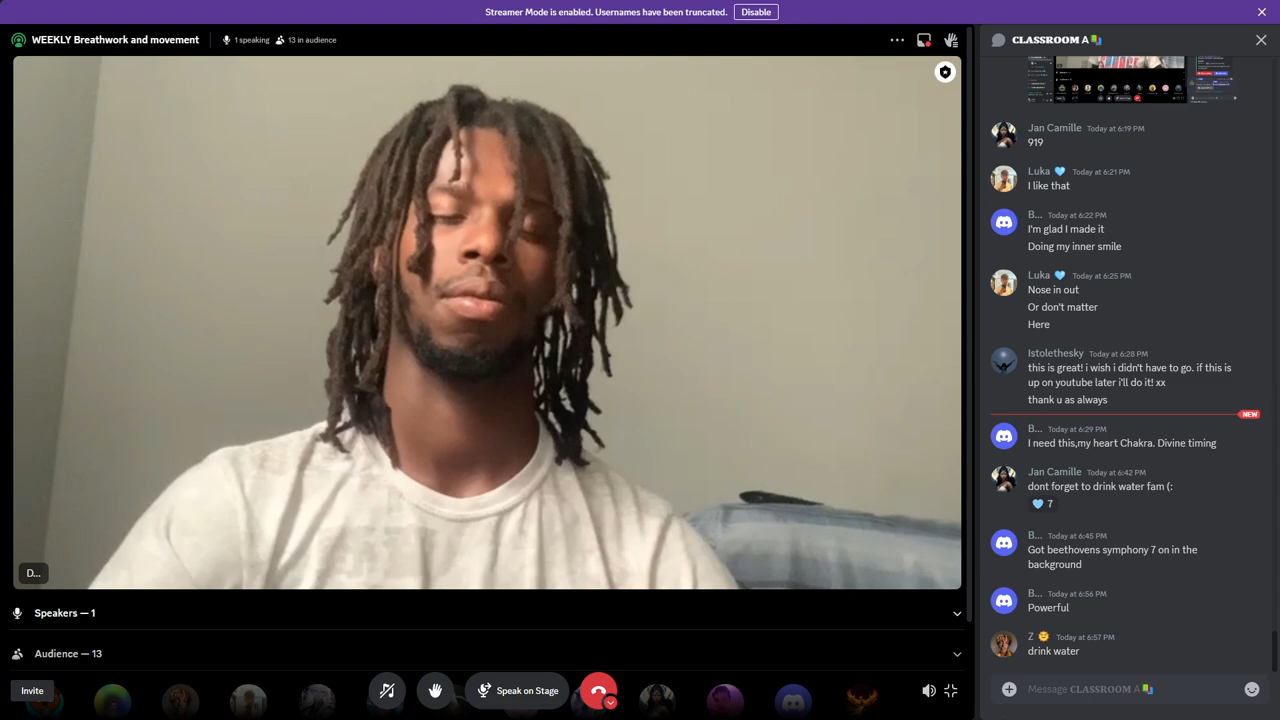 Streamer Mode is enabled. Usernames have been truncated. Disable
WEEKLY Breathwork and movement
1 speaking 13 in audience
D...
Speakers — 1
Audience — 13
Invite
Speak on Stage
CLASSROOM A
Jan Camille Today at 6:19 PM
919
Luka Today at 6:21 PM
I like that
B... Today at 6:22 PM
I'm glad I made it
Doing my inner smile
Luka Today at 6:25 PM
Nose in out
Or don't matter
Here
Istolethesky Today at 6:28 PM
this is great! i wish i didn't have to go. if this is
up on youtube later i'll do it! xx
thank u as always
NEW
B... Today at 6:29 PM
I need this,my heart Chakra. Divine timing
Jan Camille Today at 6:42 PM
dont forget to drink water fam (:
7
B... Today at 6:45 PM
Got beethovens symphony 7 on in the
background
B... Today at 6:56 PM
Powerful
Z Today at 6:57 PM
drink water
Message CLASSROOM A